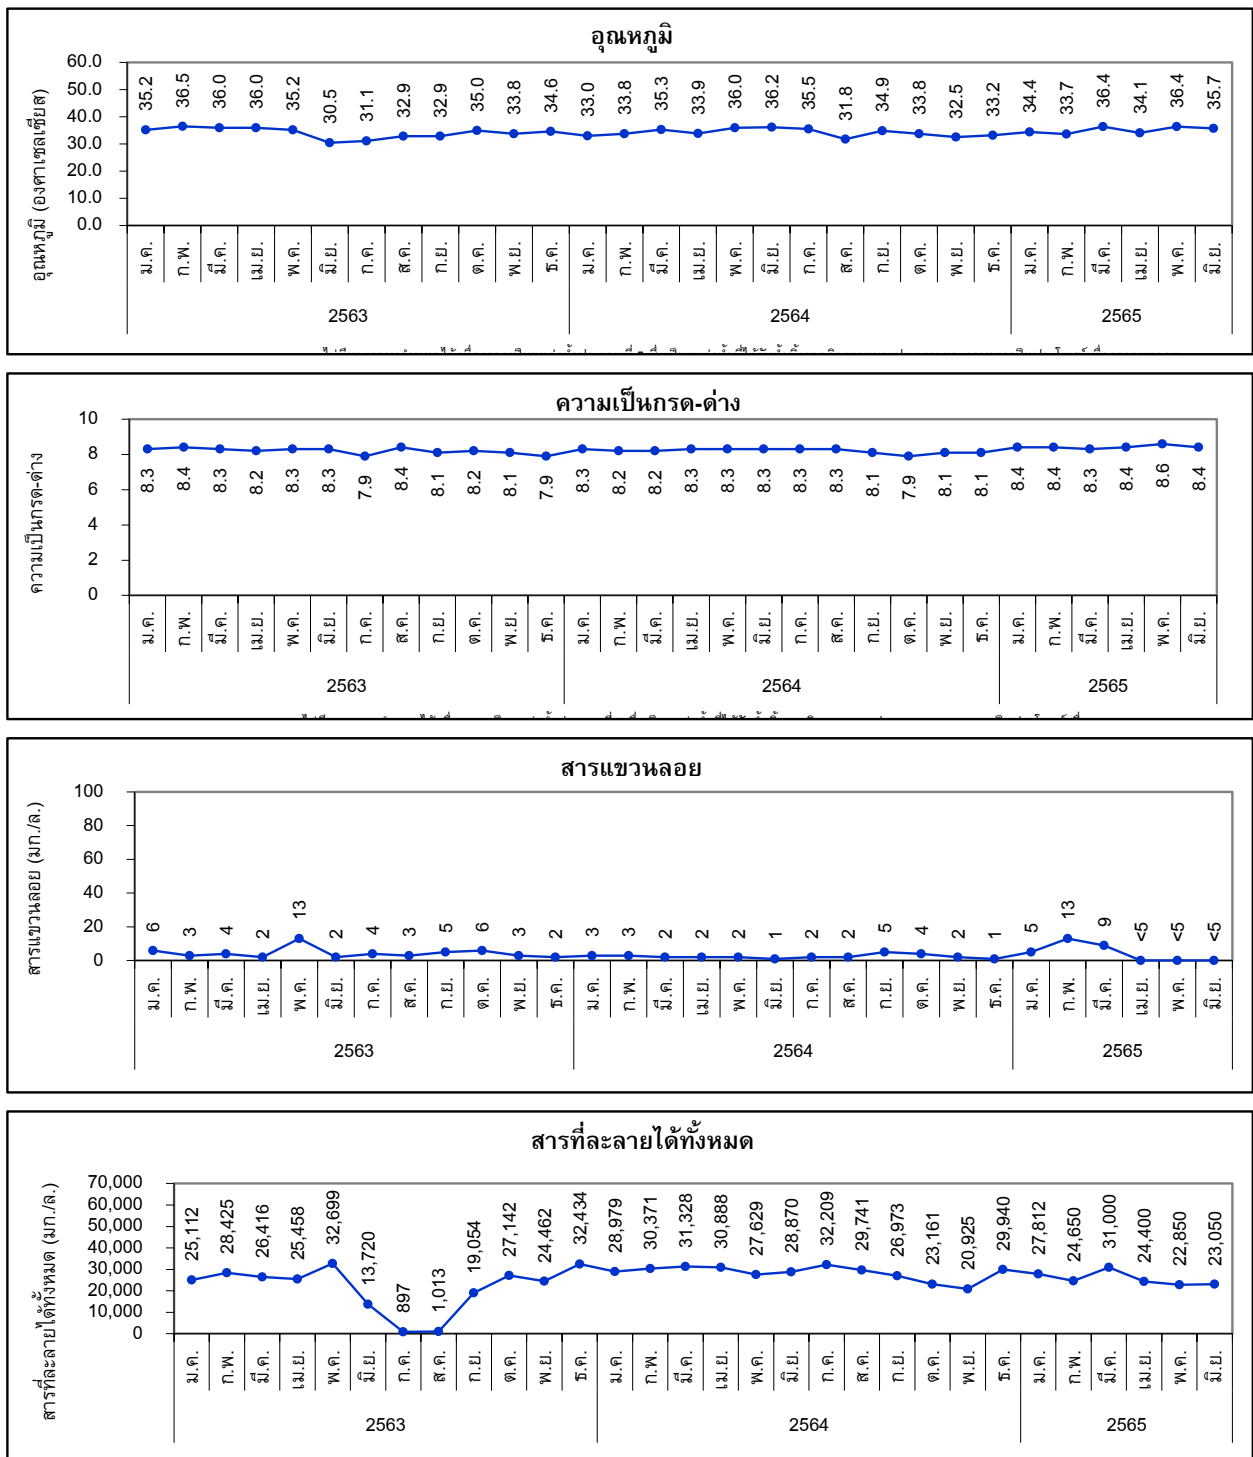 อุณหภูมิ
อุณหภูมิ (องศาเซลเซียส)
60.0
50.0
40.0
30.0
20.0
10.0
0.0
35.2 36.5 36.0 36.0 35.2 30.5 31.1 32.9 32.9 35.0 33.8 34.6 33.0 33.8 35.3 33.9 36.0 36.2 35.5 31.8 34.9 33.8 32.5 33.2 34.4 33.7 36.4 34.1 36.4 35.7
ม.ค. ก.พ. มี.ค. เม.ย. พ.ค. มิ.ย. ก.ค. ส.ค. ก.ย. ต.ค. พ.ย. ธ.ค. ม.ค. ก.พ. มี.ค. เม.ย. พ.ค. มิ.ย. ก.ค. ส.ค. ก.ย. ต.ค. พ.ย. ธ.ค. ม.ค. ก.พ. มี.ค. เม.ย. พ.ค. มิ.ย.
2563 2564 2565
ความเป็นกรด-ด่าง
ความเป็นกรด-ด่าง
10
8
6
4
2
0
8.3 8.4 8.3 8.2 8.3 8.3 7.9 8.4 8.1 8.2 8.1 7.9 8.3 8.2 8.2 8.3 8.3 8.3 8.3 8.3 8.1 7.9 8.1 8.1 8.4 8.4 8.3 8.4 8.6 8.4
ม.ค. ก.พ. มี.ค. เม.ย. พ.ค. มิ.ย. ก.ค. ส.ค. ก.ย. ต.ค. พ.ย. ธ.ค. ม.ค. ก.พ. มี.ค. เม.ย. พ.ค. มิ.ย. ก.ค. ส.ค. ก.ย. ต.ค. พ.ย. ธ.ค. ม.ค. ก.พ. มี.ค. เม.ย. พ.ค. มิ.ย
2563 2564 2565
สารแขวนลอย
สารแขวนลอย (มก./ล.)
100
80
60
40
20
0
6 3 4 2 13 2 4 3 5 6 3 2 3 3 2 2 2 1 2 2 5 4 2 1 5 13 9 <5 <5 <5
ม.ค. ก.พ. มี.ค. เม.ย. พ.ค. มิ.ย. ก.ค. ส.ค. ก.ย. ต.ค. พ.ย. ธ.ค. ม.ค. ก.พ. มี.ค. เม.ย. พ.ค. มิ.ย. ก.ค. ส.ค. ก.ย. ต.ค. พ.ย. ธ.ค. ม.ค. ก.พ. มี.ค. เม.ย. พ.ค. มิ.ย.
2563 2564 2565
สารที่ละลายได้ทั้งหมด
สารที่ละลายได้ทั้งหมด (มก./ล.)
70,000
60,000
50,000
40,000
30,000
20,000
10,000
0
25,112 28,425 26,416 25,458 32,699 13,720 897 1,013 19,054 27,142 24,462 32,434 28,979 30,371 31,328 30,888 27,629 28,870 32,209 29,741 26,973 23,161 20,925 29,940 27,812 24,650 31,000 24,400 22,850 23,050
ม.ค. ก.พ. มี.ค. เม.ย. พ.ค. มิ.ย. ก.ค. ส.ค. ก.ย. ต.ค. พ.ย. ธ.ค. ม.ค. ก.พ. มี.ค. เม.ย. พ.ค. มิ.ย. ก.ค. ส.ค. ก.ย. ต.ค. พ.ย. ธ.ค. ม.ค. ก.พ. มี.ค. เม.ย. พ.ค. มิ.ย.
2563 2564 2565